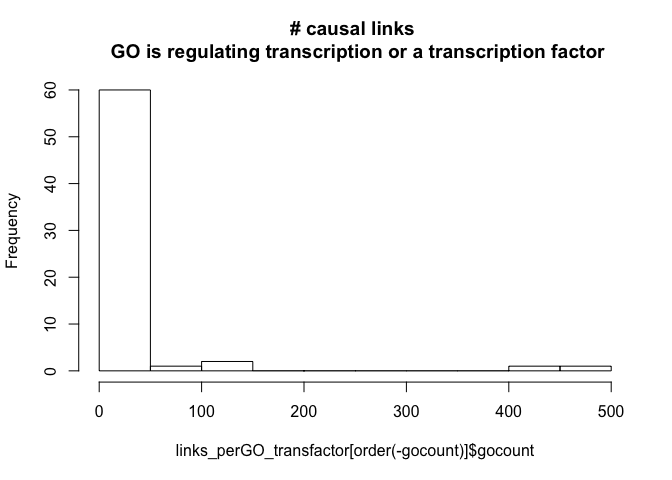 # causal links
GO is regulating transcription or a transcription factor
Frequency
60
50
40
30
20
10
0
0 100 200 300 400 500
links_perGO_transfactor[order(-gocount)]$gocount